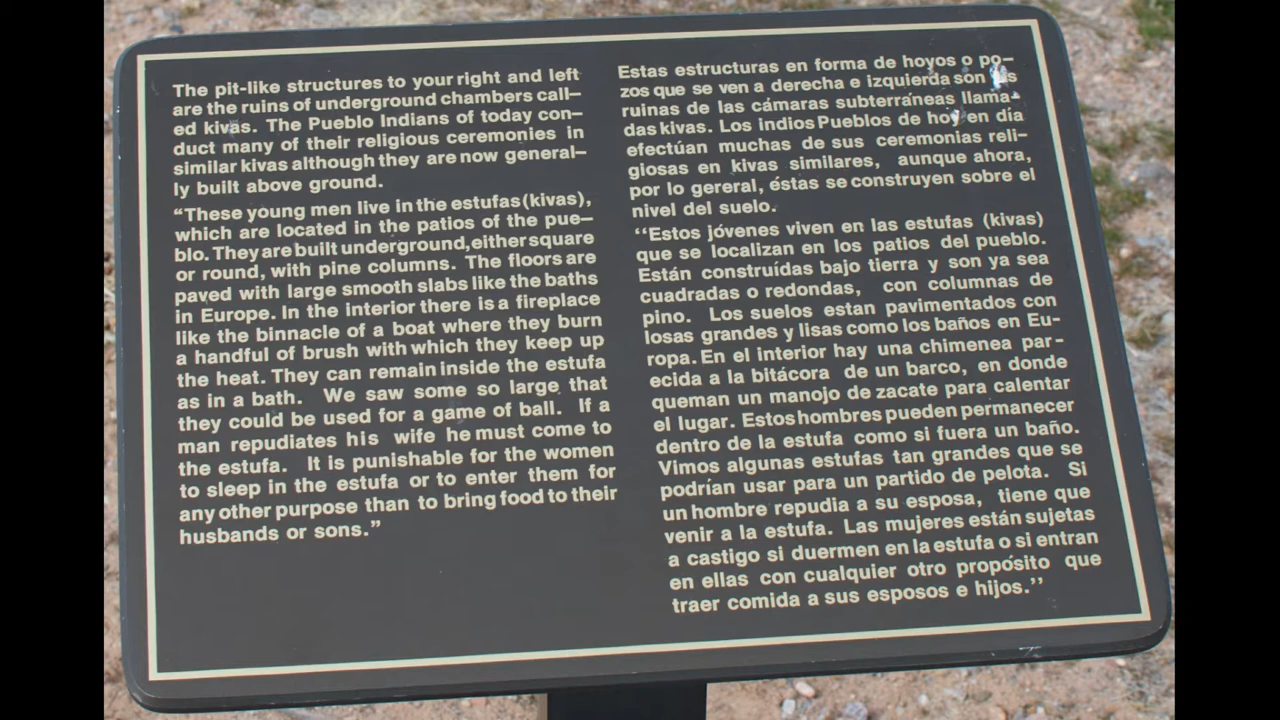 The pit-like structures to your right and left
are the ruins of underground chambers call–
ed kivas. The Pueblo Indians of today con–
duct many of their religious ceremonies in
similar kivas although they are now general–
ly built above ground.
“These young men live in the estufas (kivas),
which are located in the patios of the pue–
blo. They are built underground, either square
or round, with pine columns. The floors are
paved with large smooth slabs like the baths
in Europe. In the interior there is a fireplace
like the binnacle of a boat where they burn
a handful of brush with which they keep up
the heat. They can remain inside the estufa
as in a bath. We saw some so large that
they could be used for a game of ball. If a
man repudiates his wife he must come to
the estufa. It is punishable for the women
to sleep in the estufa or to enter them for
any other purpose than to bring food to their
husbands or sons.”
Estas estructuras en forma de hoyos o po–
zos que se ven a derecha e izquierda son las
ruinas de las cámaras subterráneas llama-
das kivas. Los indios Pueblos de hoy en día
efectúan muchas de sus ceremonias reli–
giosas en kivas similares, aunque ahora,
por lo gereral, éstas se construyen sobre el
nivel del suelo.
‘‘Estos jóvenes viven en las estufas (kivas)
que se localizan en los patios del pueblo.
Están construídas bajo tierra y son ya sea
cuadradas o redondas, con columnas de
pino. Los suelos estan pavimentados con
losas grandes y lisas como los baños en Eu-
ropa. En el interior hay una chimenea par-
ecida a la bitácora de un barco, en donde
queman un manojo de zacate para calentar
el lugar. Estos hombres pueden permanecer
dentro de la estufa como si fuera un baño.
Vimos algunas estufas tan grandes que se
podrían usar para un partido de pelota. Si
un hombre repudia a su esposa, tiene que
venir a la estufa. Las mujeres están sujetas
a castigo si duermen en la estufa o si entran
en ellas con cualquier otro propósito que
traer comida a sus esposos e hijos.’’